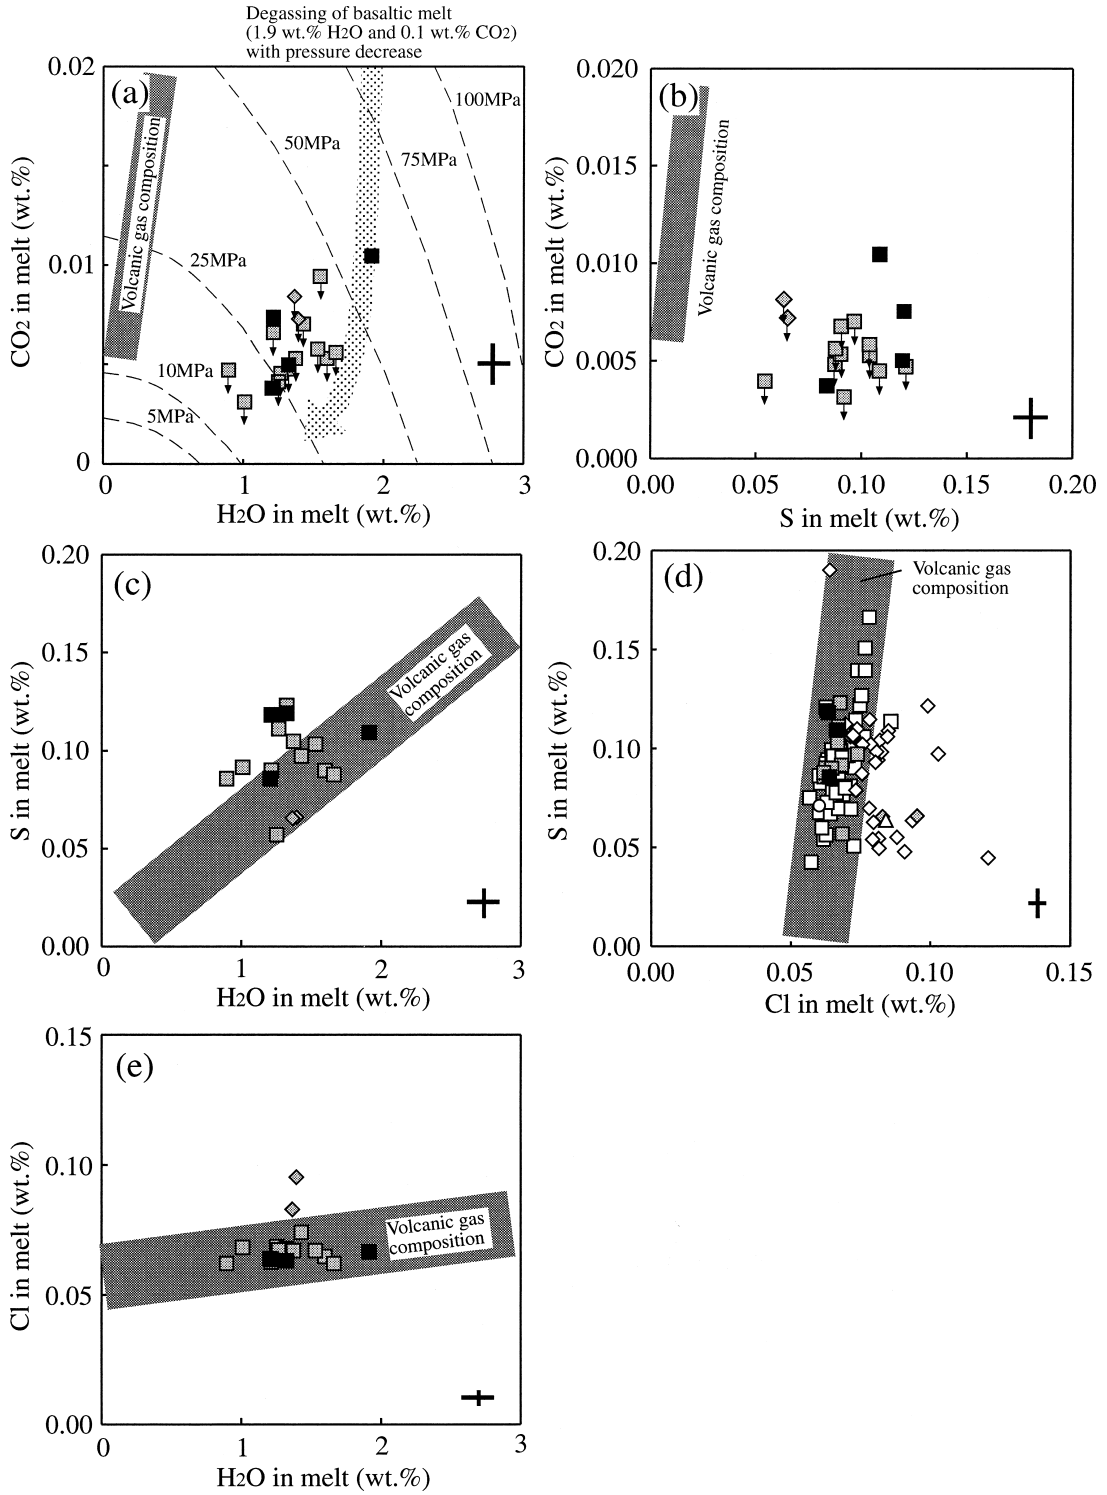 Degassing of basaltic melt
(1.9 wt.% H2O and 0.1 wt.% CO2)
with pressure decrease
(a)
0.02
0.01
0
0
1
2
3
CO2 in melt (wt.%)
H2O in melt (wt.%)
Volcanic gas composition
100MPa
75MPa
50MPa
25MPa
10MPa
5MPa
(b)
0.020
0.015
0.010
0.005
0.000
0.00
0.05
0.10
0.15
0.20
CO2 in melt (wt.%)
S in melt (wt.%)
Volcanic gas composition
(c)
0.20
0.15
0.10
0.05
0.00
0
1
2
3
S in melt (wt.%)
H2O in melt (wt.%)
Volcanic gas
composition
(d)
0.20
0.15
0.10
0.05
0.00
0.00
0.05
0.10
0.15
S in melt (wt.%)
Cl in melt (wt.%)
Volcanic gas
composition
(e)
0.15
0.10
0.05
0.00
0
1
2
3
Cl in melt (wt.%)
H2O in melt (wt.%)
Volcanic gas
composition